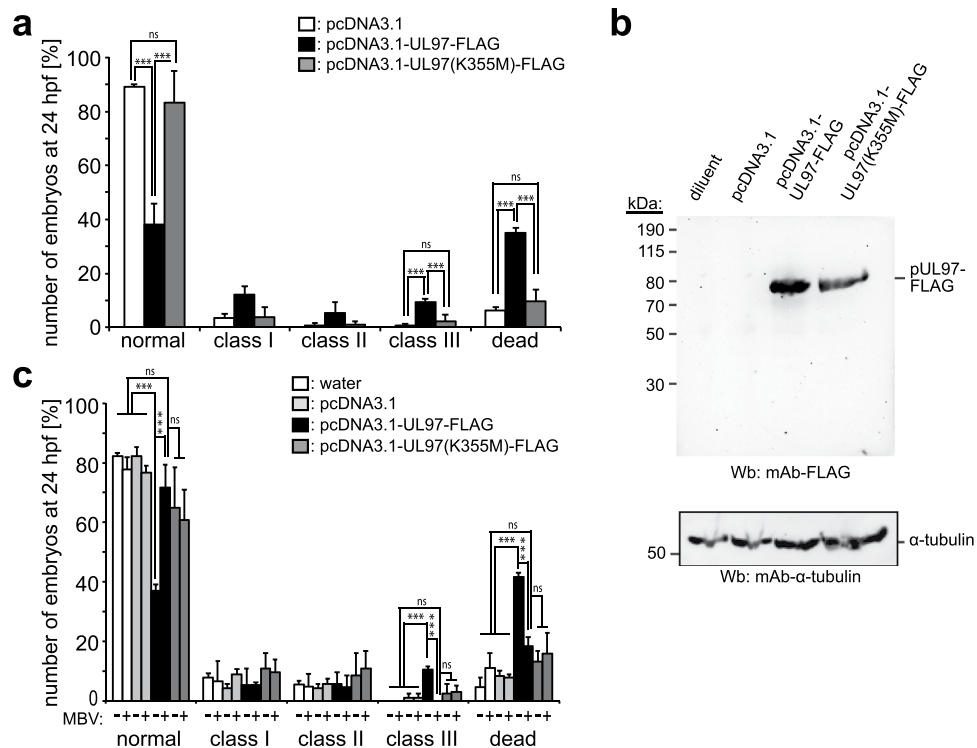 a
: pcDNA3.1
: pcDNA3.1-UL97-FLAG
: pcDNA3.1-UL97(K355M)-FLAG
number of embryos at 24 hpf [%]
100
80
60
40
20
0
ns
*** ***
ns
*** ***
ns
*** ***
normal class I class II class III dead
b
diluent
pcDNA3.1
pcDNA3.1-
UL97-FLAG
pcDNA3.1-
UL97(K355M)-FLAG
kDa:
190
115
80
70
50
30
pUL97-
FLAG
Wb: mAb-FLAG
50
α-tubulin
Wb: mAb-α-tubulin
c
: water
: pcDNA3.1
: pcDNA3.1-UL97-FLAG
: pcDNA3.1-UL97(K355M)-FLAG
number of embryos at 24 hpf [%]
100
80
60
40
20
0
ns
***
***
ns
ns
***
***
ns
ns
***
***
ns
MBV: -+-+-+-+ -+-+-+-+ -+-+-+-+ -+-+-+-+ -+-+-+-+
normal class I class II class III dead